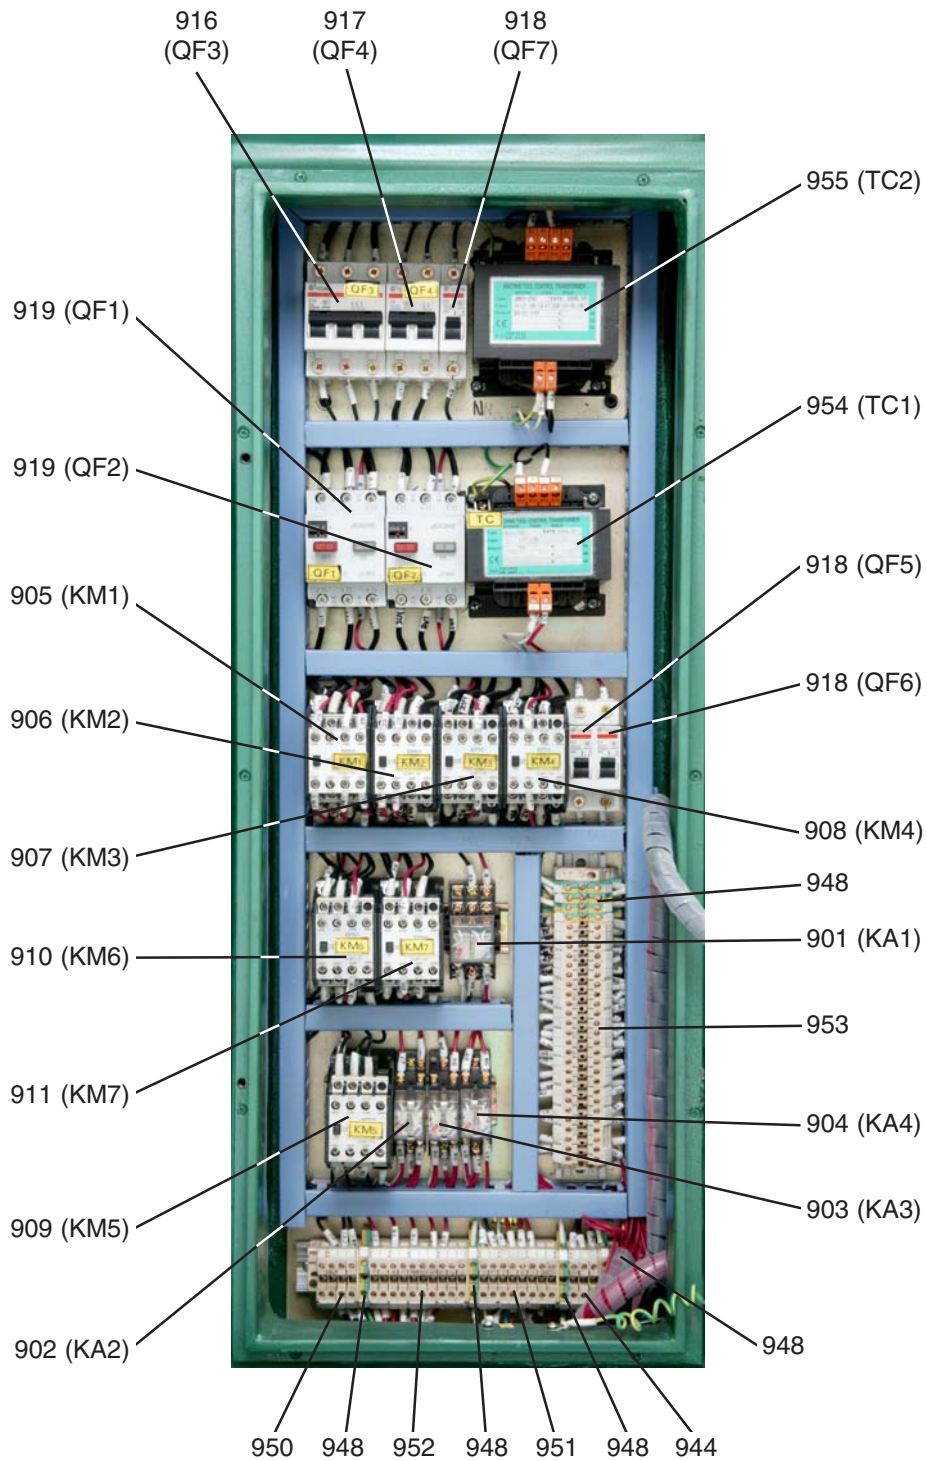 916
(QF3)
917
(QF4)
918
(QF7)
955 (TC2)
919 (QF1)
954 (TC1)
919 (QF2)
918 (QF5)
905 (KM1)
918 (QF6)
906 (KM2)
908 (KM4)
907 (KM3)
948
901 (KA1)
910 (KM6)
953
911 (KM7)
904 (KA4)
903 (KA3)
909 (KM5)
902 (KA2)
948
950
948
952
948
951
948
944
QF3
QF4
TC
QF1
QF2
KM1
KM2
KM3
KM4
KM6
KM7
KM5